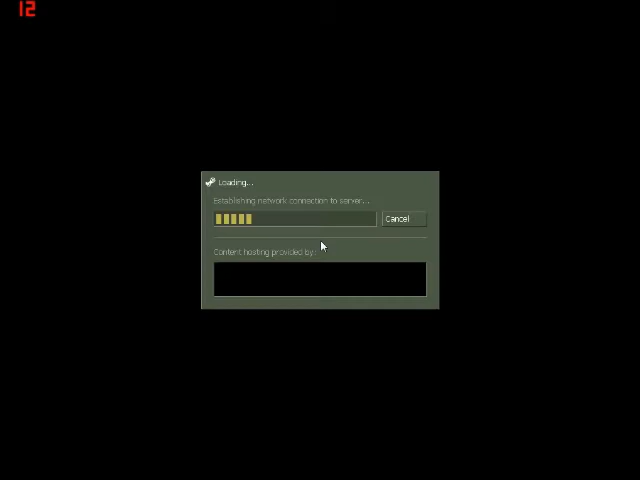 12
Loading...
Establishing network connection to server...
Cancel
Content hosting provided by: